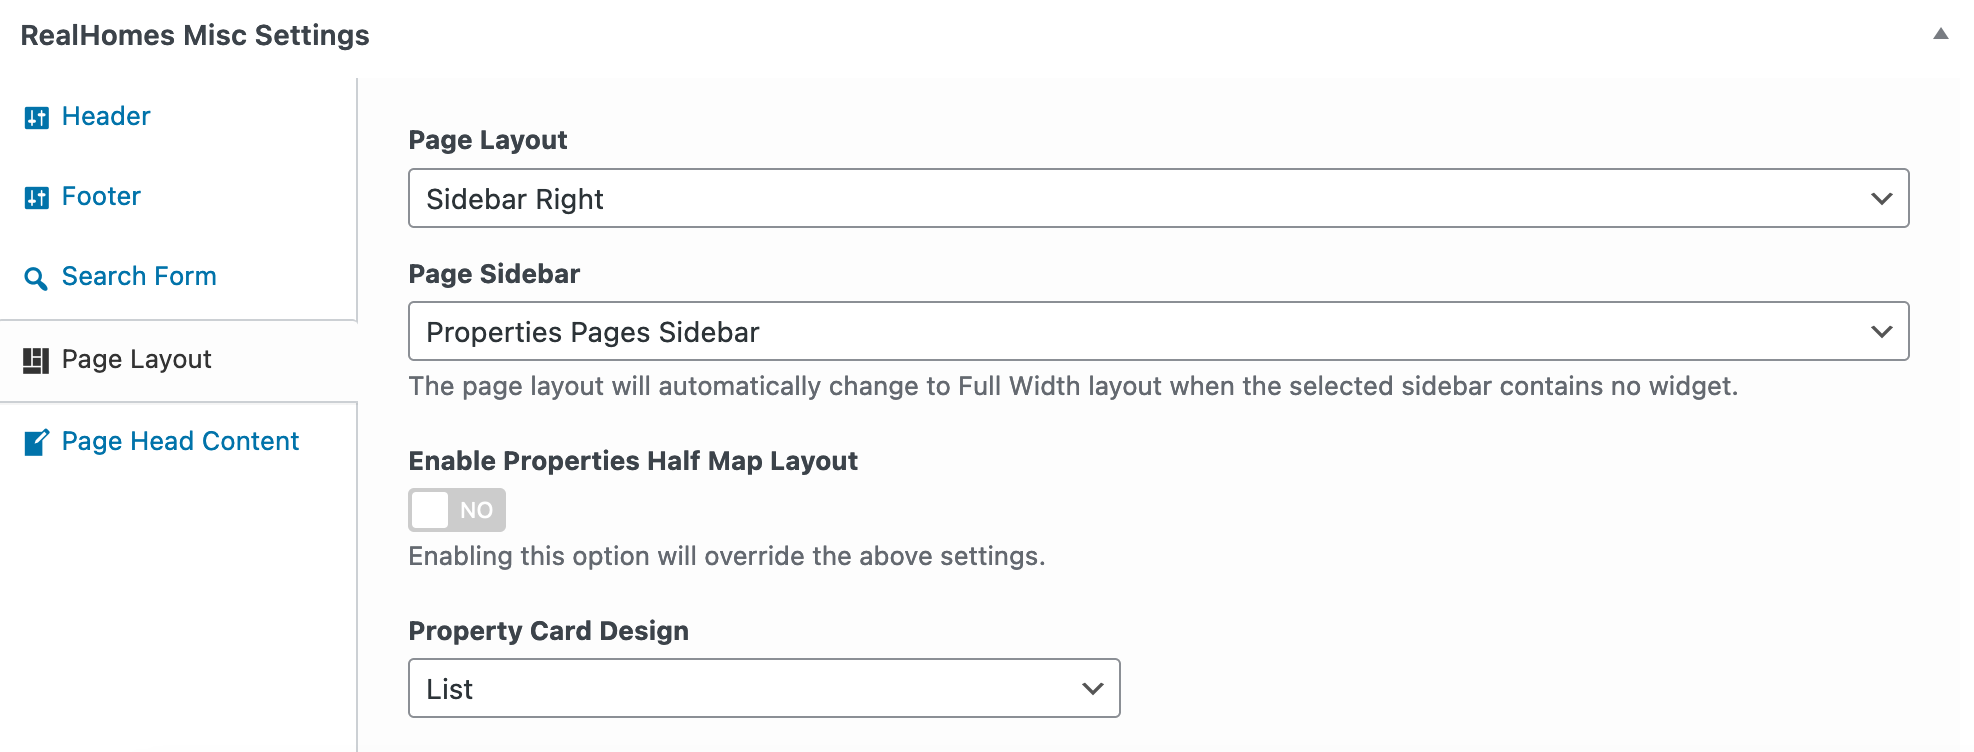 RealHomes Misc Settings
Header
Footer
Search Form
Page Layout
Page Head Content
Page Layout
Sidebar Right
Page Sidebar
Properties Pages Sidebar
The page layout will automatically change to Full Width layout when the selected sidebar contains no widget.
Enable Properties Half Map Layout
NO
Enabling this option will override the above settings.
Property Card Design
List